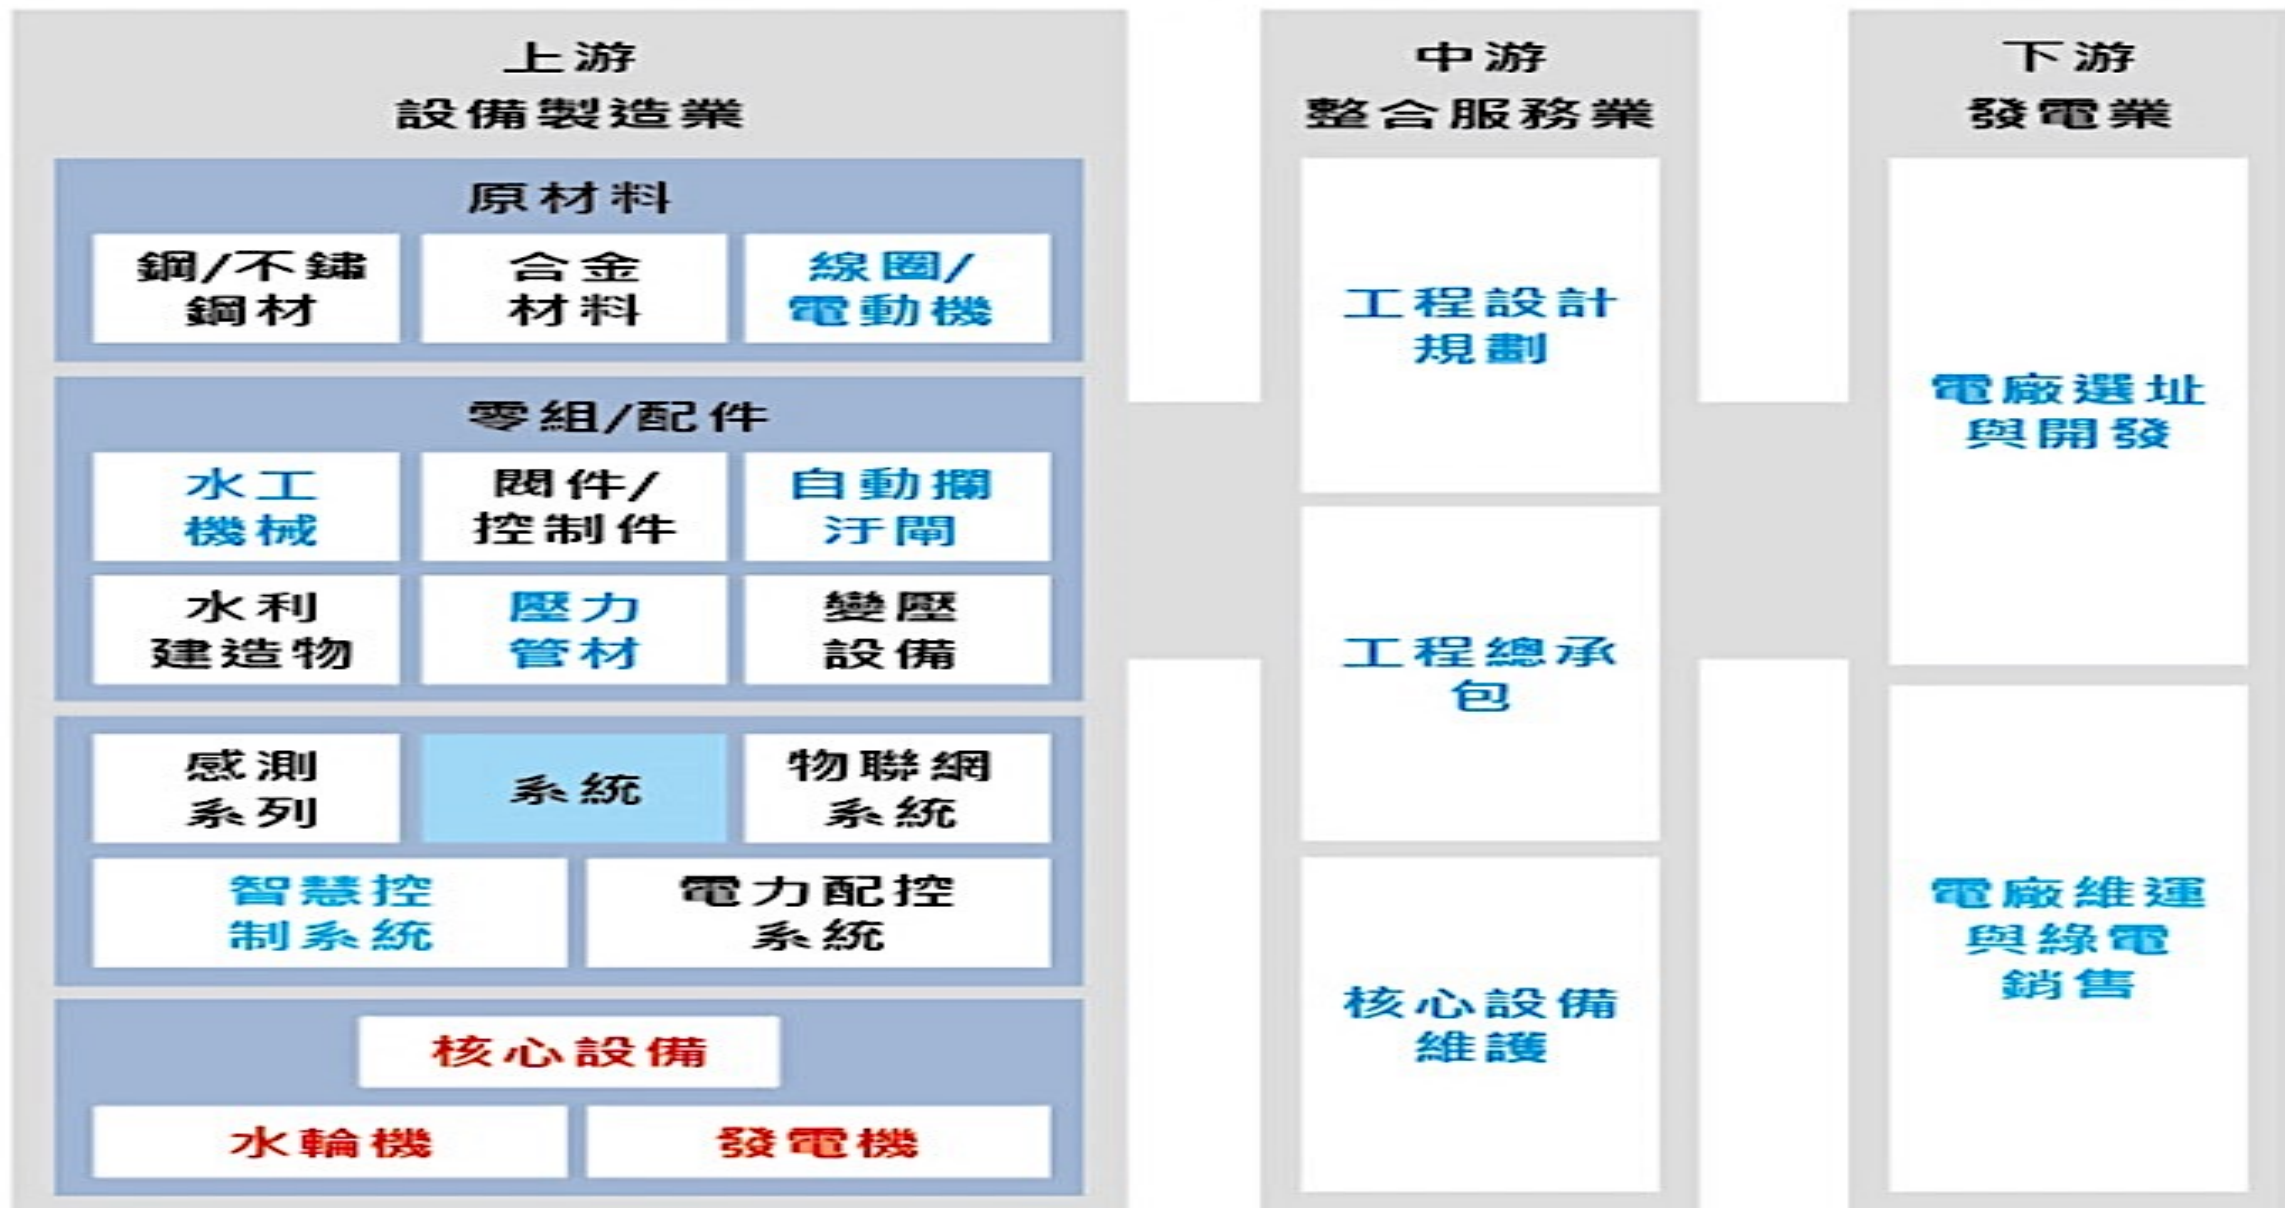 上游
設備製造業
原材料
鋼/不鏽
鋼材
合金
材料
線圈/
電動機
零組/配件
水工
機械
閥件/
控制件
自動攔
汙閘
水利
建造物
壓力
管材
變壓
設備
感測
系列
系統
物聯網
系統
智慧控
制系統
電力配控
系統
核心設備
水輪機
發電機
中游
整合服務業
工程設計
規劃
工程總承
包
核心設備
維護
下游
發電業
電廠選址
與開發
電廠維運
與綠電
銷售